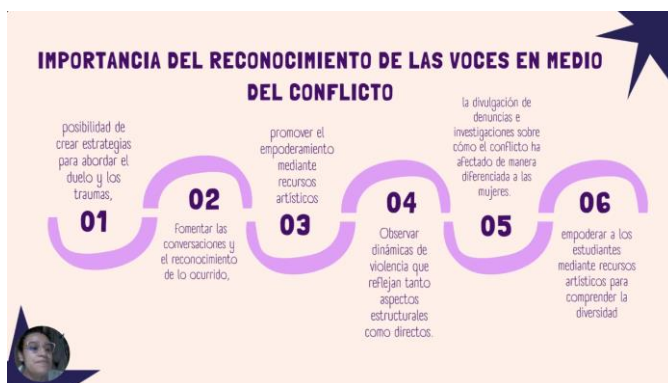 IMPORTANCIA DEL RECONOCIMIENTO DE LAS VOCES EN MEDIO
DEL CONFLICTO
posibilidad de
crear estrategias
para abordar el
duelo y los
traumas,
01
02
Fomentar las
conversaciones y
el reconocimiento
de lo ocurrido,
promover el
empoderamiento
mediante
recursos
artísticos
03
04
Observar
dinámicas de
violencia que
reflejan tanto
aspectos
estructurales
como directos.
la divulgación de
denuncias e
investigaciones sobre
cómo el conflicto ha
afectado de manera
diferenciada a las
mujeres.
05
06
empoderar a los
estudiantes
mediante recursos
artísticos para
comprender la
diversidad